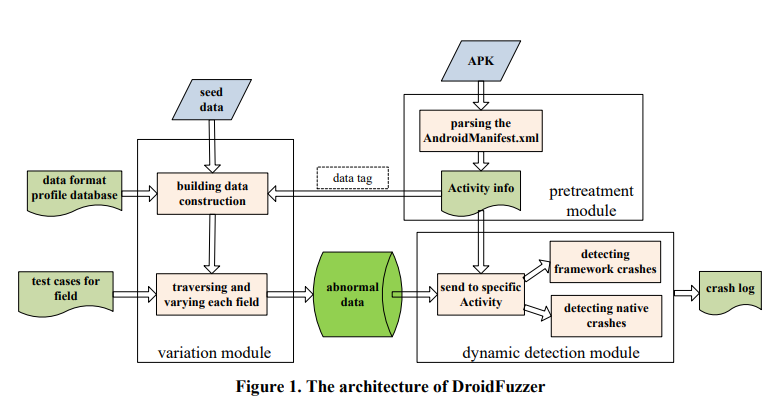 APK
seed
data
parsing the
AndroidManifest.xml
data format
profile database
building data
construction
data tag
Activity info
pretreatment
module
test cases for
field
traversing and
varying each field
abnormal
data
send to specific
Activity
detecting
framework crashes
detecting native
crashes
crash log
variation module
dynamic detection module
Figure 1. The architecture of DroidFuzzer